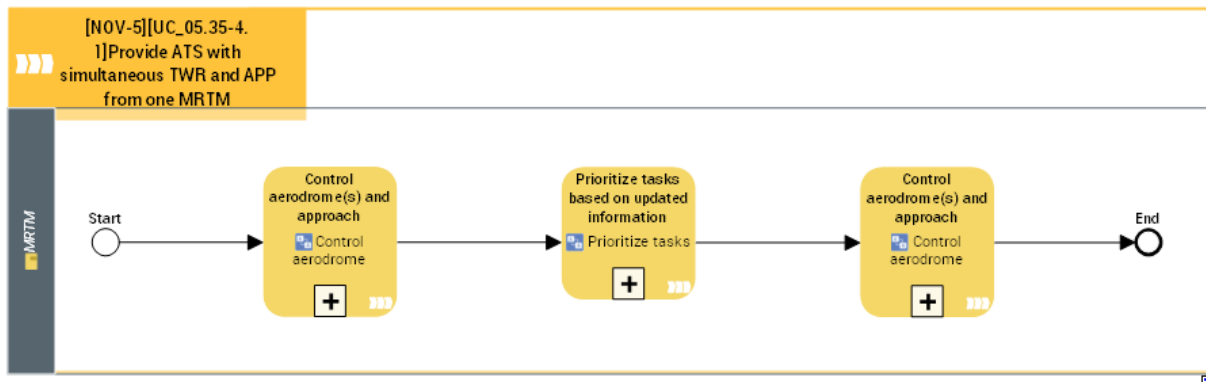 [NOV-5][UC_05.35-4.
1]Provide ATS with
simultaneous TWR and APP
from one MRTM
MRTM
Start
Control
aerodrome(s) and
approach
Control
aerodrome
+
Prioritize tasks
based on updated
information
Prioritize tasks
+
Control
aerodrome(s) and
approach
Control
aerodrome
+
End